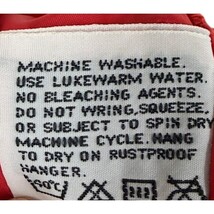 MACHINE WASHABLE.
USE LUKEWARM WATER.
NO BLEACHING AGENTS.
DO NOT WRING, SQUEEZE,
OR SUBJECT TO SPIN DRY
MACHINE CYCLE. HANG
TO DRY ON RUSTPROOF
HANGER.